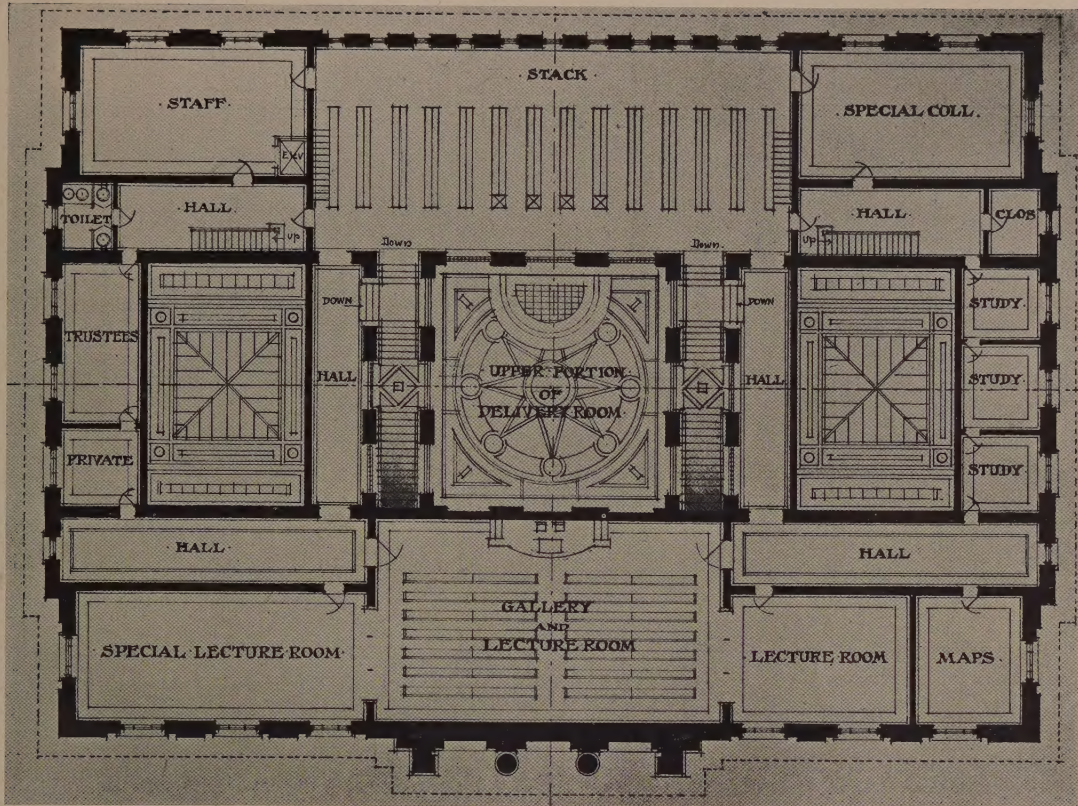 · STACK ·
· STAFF ·
. SPECIAL COLL.
ELV
TOILET
· HALL ·
UP
Down
Down.
UP
· HALL ·
CLOS
TRUSTEES
DOWN
HALL
UPPER PORTION
OF
DELIVERY ROOM.
DOWN
HALL
STUDY.
STUDY.
STUDY
PRIVATE
· HALL ·
HALL
GALLERY
AND
LECTURE ROOM
· SPECIAL LECTURE ROOM ·
· LECTURE ROOM
· MAPS ·